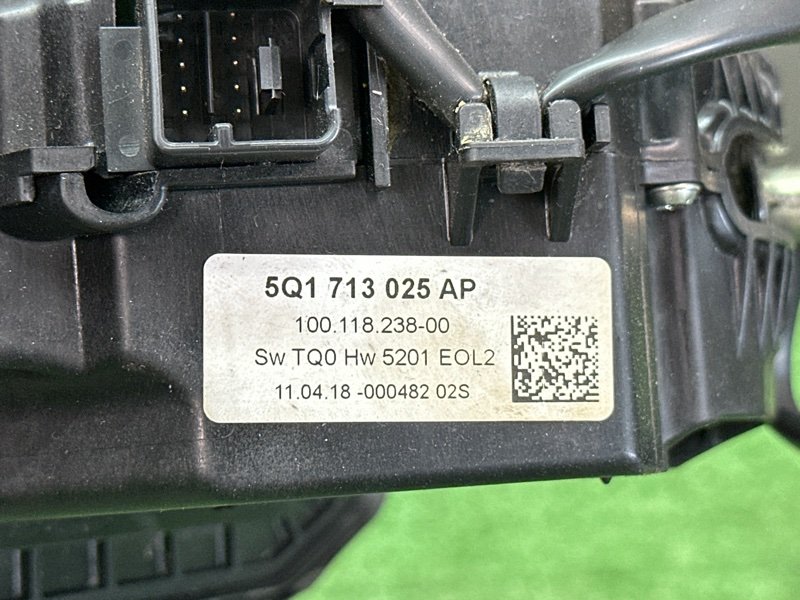 5Q1 713 025 AP
100.118.238-00
Sw TQ0 Hw 5201 EOL2
11.04.18 -000482 02S